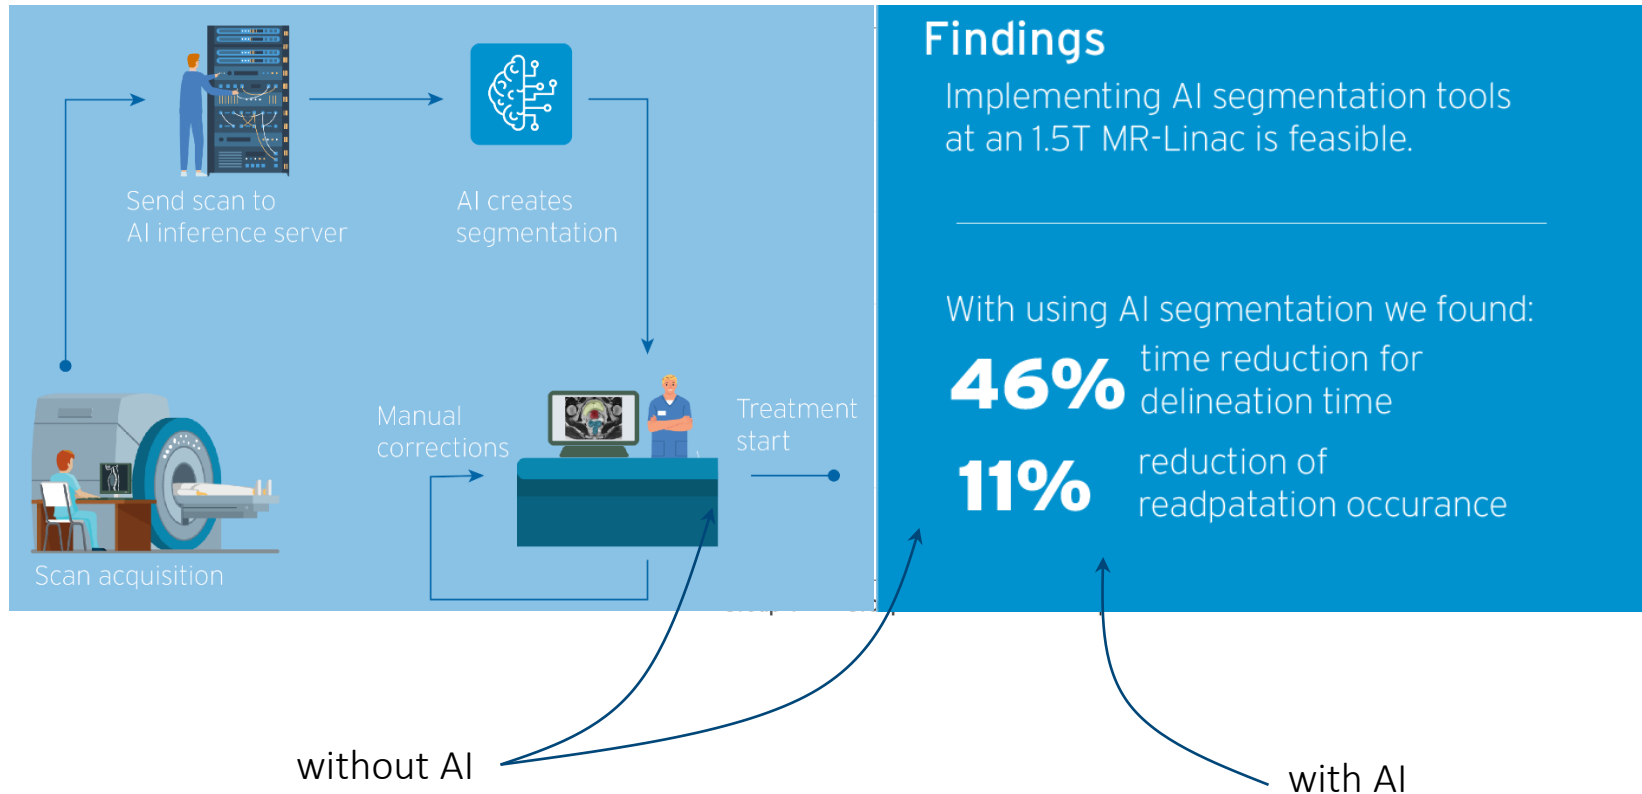 Send scan to
AI inference server
AI creates
segmentation
Manual
corrections
Treatment
start
Scan acquisition
Findings
Implementing AI segmentation tools
at an 1.5T MR-Linac is feasible.
With using AI segmentation we found:
46% time reduction for
delineation time
11% reduction of
readpatation occurance
without AI
with AI